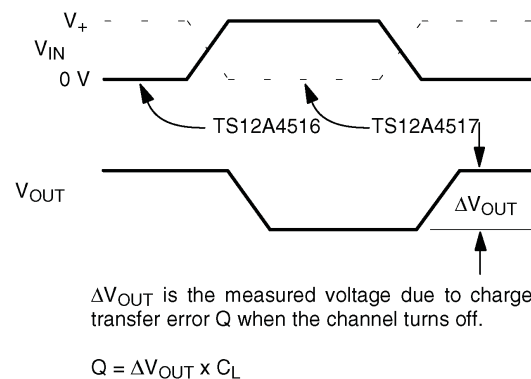 V+
VIN
0 V
TS12A4516
TS12A4517
VOUT
ΔVOUT
ΔVOUT is the measured voltage due to charge
transfer error Q when the channel turns off.
Q = ΔVOUT x CL